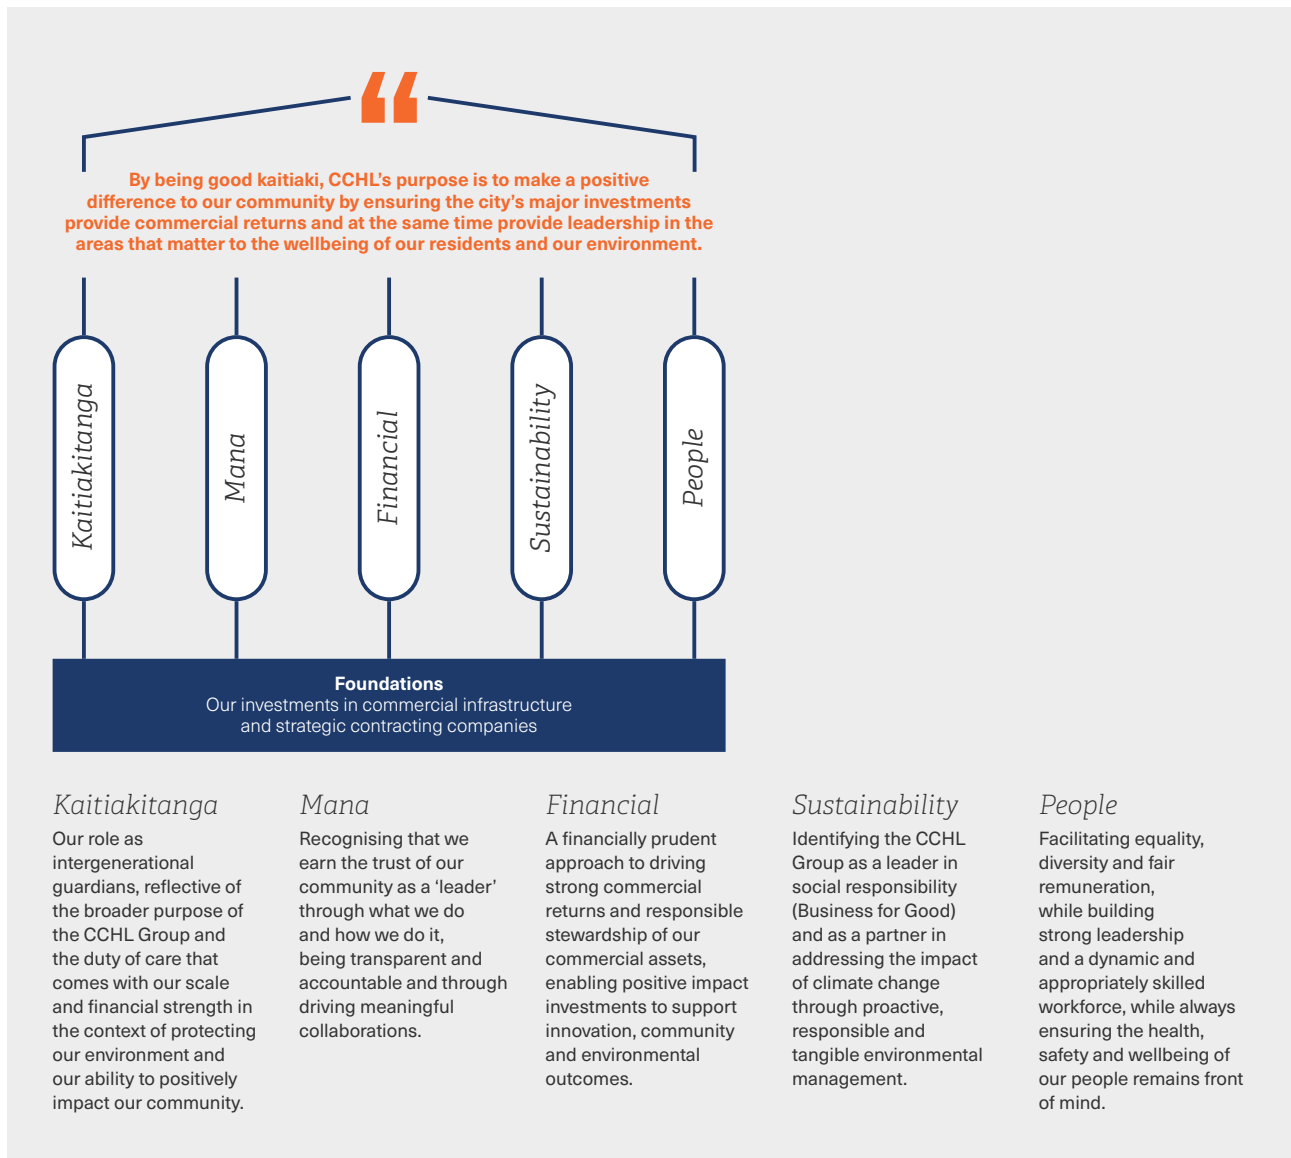 “
By being good kaitiaki, CCHL’s purpose is to make a positive
difference to our community by ensuring the city’s major investments
provide commercial returns and at the same time provide leadership in the
areas that matter to the wellbeing of our residents and our environment.
Kaitiakitanga
Mana
Financial
Sustainability
People
Foundations
Our investments in commercial infrastructure
and strategic contracting companies
Kaitiakitanga
Our role as
intergenerational
guardians, reflective of
the broader purpose of
the CCHL Group and
the duty of care that
comes with our scale
and financial strength in
the context of protecting
our environment and
our ability to positively
impact our community.
Mana
Recognising that we
earn the trust of our
community as a ‘leader’
through what we do
and how we do it,
being transparent and
accountable and through
driving meaningful
collaborations.
Financial
A financially prudent
approach to driving
strong commercial
returns and responsible
stewardship of our
commercial assets,
enabling positive impact
investments to support
innovation, community
and environmental
outcomes.
Sustainability
Identifying the CCHL
Group as a leader in
social responsibility
(Business for Good)
and as a partner in
addressing the impact
of climate change
through proactive,
responsible and
tangible environmental
management.
People
Facilitating equality,
diversity and fair
remuneration,
while building
strong leadership
and a dynamic and
appropriately skilled
workforce, while always
ensuring the health,
safety and wellbeing of
our people remains front
of mind.